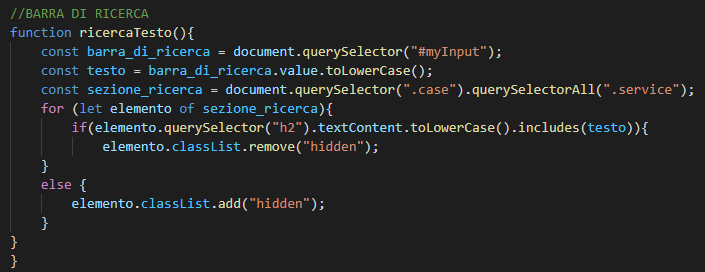 //BARRA DI RICERCA
function ricercaTesto(){
    const barra_di_ricerca = document.querySelector("#myInput");
    const testo = barra_di_ricerca.value.toLowerCase();
    const sezione_ricerca = document.querySelector(".case").querySelectorAll(".service");
    for (let elemento of sezione_ricerca){
        if(elemento.querySelector("h2").textContent.toLowerCase().includes(testo)){
            elemento.classList.remove("hidden");
    }
    else {
        elemento.classList.add("hidden");
    }
}
}